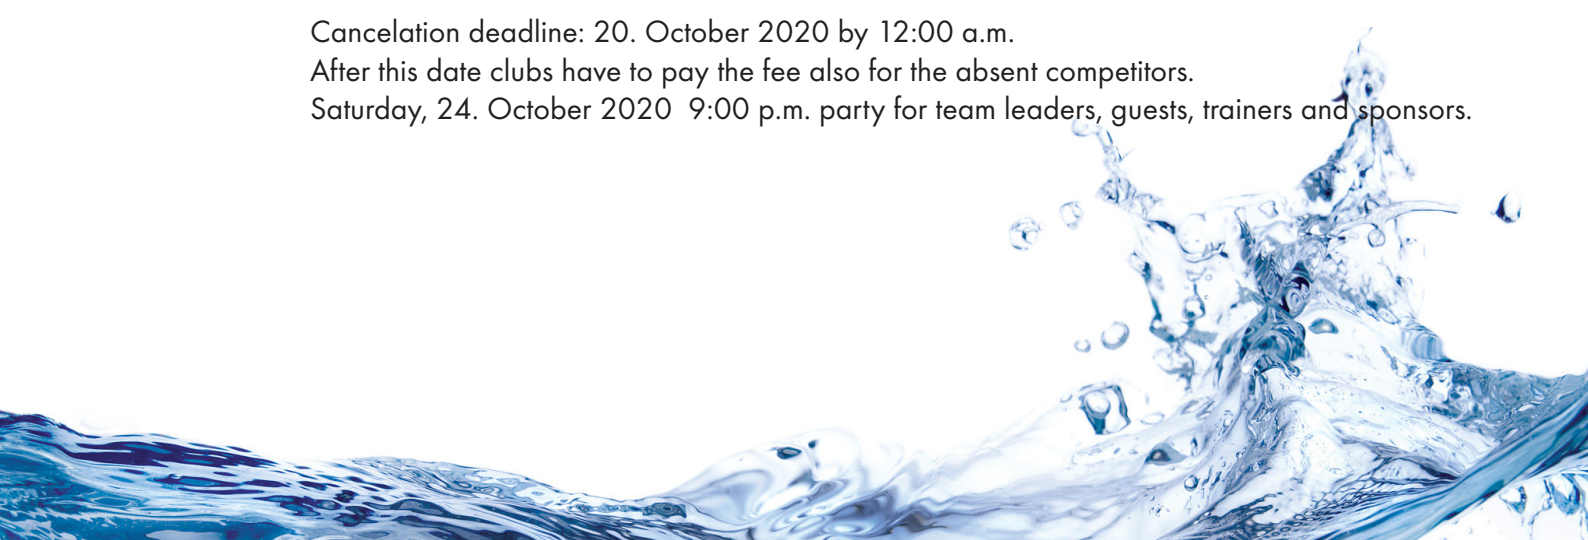 Cancelation deadline: 20. October 2020 by 12:00 a.m.
After this date clubs have to pay the fee also for the absent competitors.
Saturday, 24. October 2020  9:00 p.m. party for team leaders, guests, trainers and sponsors.